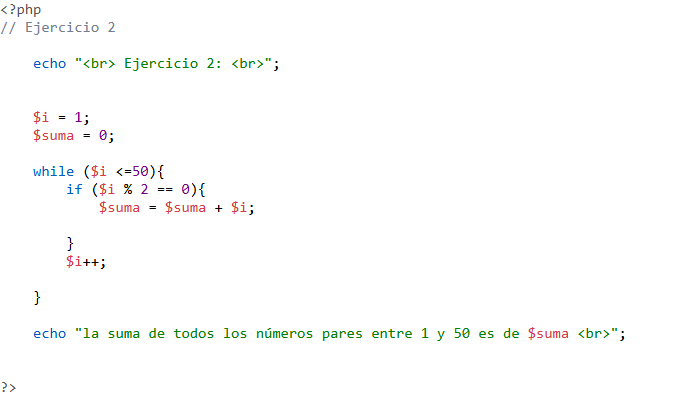 <?php
// Ejercicio 2
echo "<br> Ejercicio 2: <br>";
$i = 1;
$suma = 0;
while ($i <=50){
if ($i % 2 == 0){
$suma = $suma + $i;
}
$i++;
}
echo "la suma de todos los números pares entre 1 y 50 es de $suma <br>";
?>